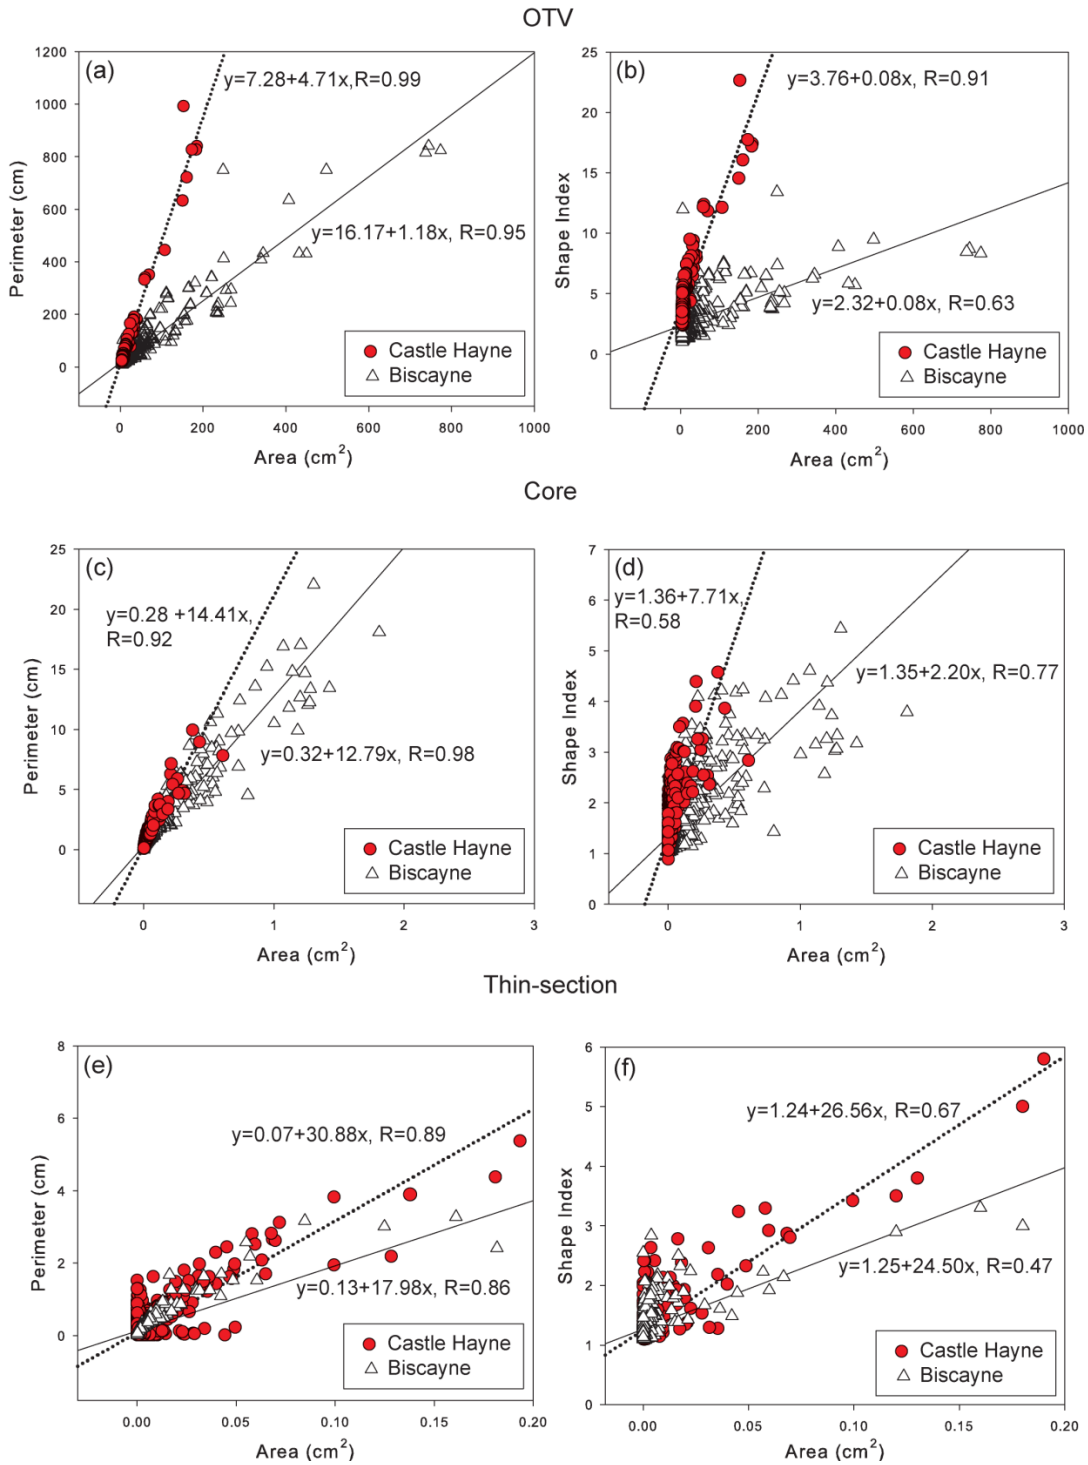 OTV
(a)
y=7.28+4.71x,R=0.99
y=16.17+1.18x, R=0.95
Castle Hayne
Biscayne
Perimeter (cm)
1200
1000
800
600
400
200
0
0 200 400 600 800 1000
Area (cm²)
(b)
y=3.76+0.08x, R=0.91
y=2.32+0.08x, R=0.63
Castle Hayne
Biscayne
Shape Index
25
20
15
10
5
0
0 200 400 600 800 1000
Area (cm²)
Core
(c)
y=0.28 +14.41x,
R=0.92
y=0.32+12.79x, R=0.98
Castle Hayne
Biscayne
Perimeter (cm)
25
20
15
10
5
0
0 1 2 3
Area (cm²)
(d)
y=1.36+7.71x,
R=0.58
y=1.35+2.20x, R=0.77
Castle Hayne
Biscayne
Shape Index
7
6
5
4
3
2
1
0
0 1 2 3
Area (cm²)
Thin-section
(e)
y=0.07+30.88x, R=0.89
y=0.13+17.98x, R=0.86
Castle Hayne
Biscayne
Perimeter (cm)
8
6
4
2
0
0.00 0.05 0.10 0.15 0.20
Area (cm²)
(f)
y=1.24+26.56x, R=0.67
y=1.25+24.50x, R=0.47
Castle Hayne
Biscayne
Shape Index
6
5
4
3
2
1
0
0.00 0.05 0.10 0.15 0.20
Area (cm²)